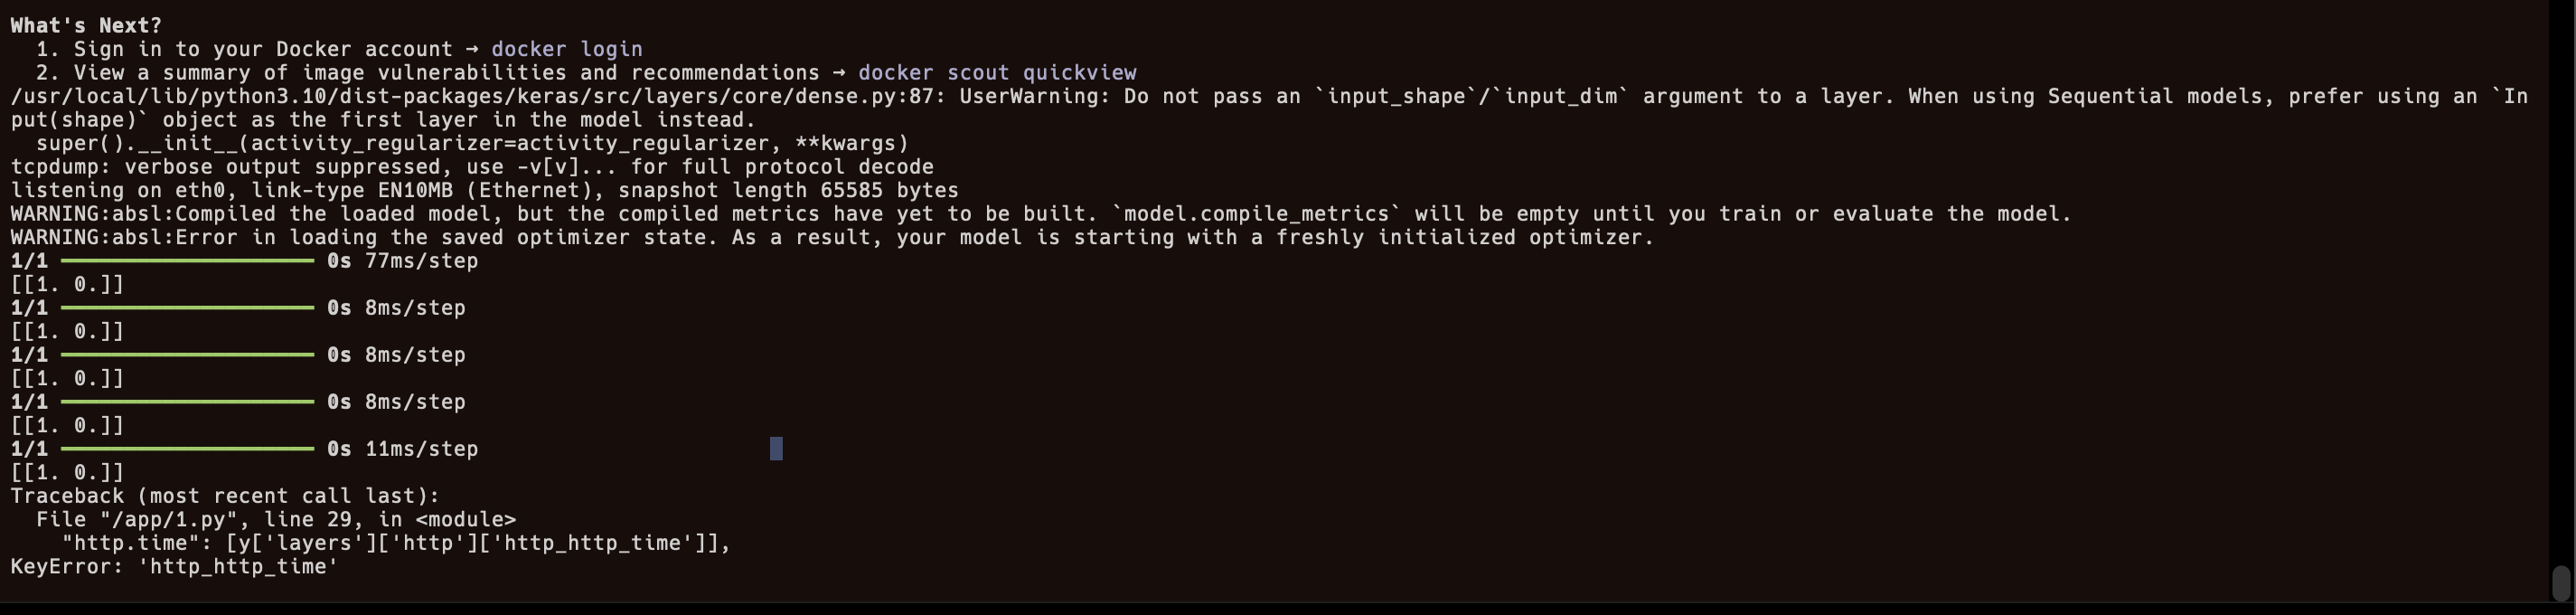 What's Next?
  1. Sign in to your Docker account → docker login
  2. View a summary of image vulnerabilities and recommendations → docker scout quickview
/usr/local/lib/python3.10/dist-packages/keras/src/layers/core/dense.py:87: UserWarning: Do not pass an `input_shape`/`input_dim` argument to a layer. When using Sequential models, prefer using an `In
put(shape)` object as the first layer in the model instead.
  super().__init__(activity_regularizer=activity_regularizer, **kwargs)
tcpdump: verbose output suppressed, use -v[v]... for full protocol decode
listening on eth0, link-type EN10MB (Ethernet), snapshot length 65585 bytes
WARNING:absl:Compiled the loaded model, but the compiled metrics have yet to be built. `model.compile_metrics` will be empty until you train or evaluate the model.
WARNING:absl:Error in loading the saved optimizer state. As a result, your model is starting with a freshly initialized optimizer.
1/1 ━━━━━━━━━━━━━━━━━━━━ 0s 77ms/step
[[1. 0.]]
1/1 ━━━━━━━━━━━━━━━━━━━━ 0s 8ms/step
[[1. 0.]]
1/1 ━━━━━━━━━━━━━━━━━━━━ 0s 8ms/step
[[1. 0.]]
1/1 ━━━━━━━━━━━━━━━━━━━━ 0s 8ms/step
[[1. 0.]]
1/1 ━━━━━━━━━━━━━━━━━━━━ 0s 11ms/step
[[1. 0.]]
Traceback (most recent call last):
  File "/app/1.py", line 29, in <module>
    "http.time": [y['layers']['http']['http_http_time']],
KeyError: 'http_http_time'